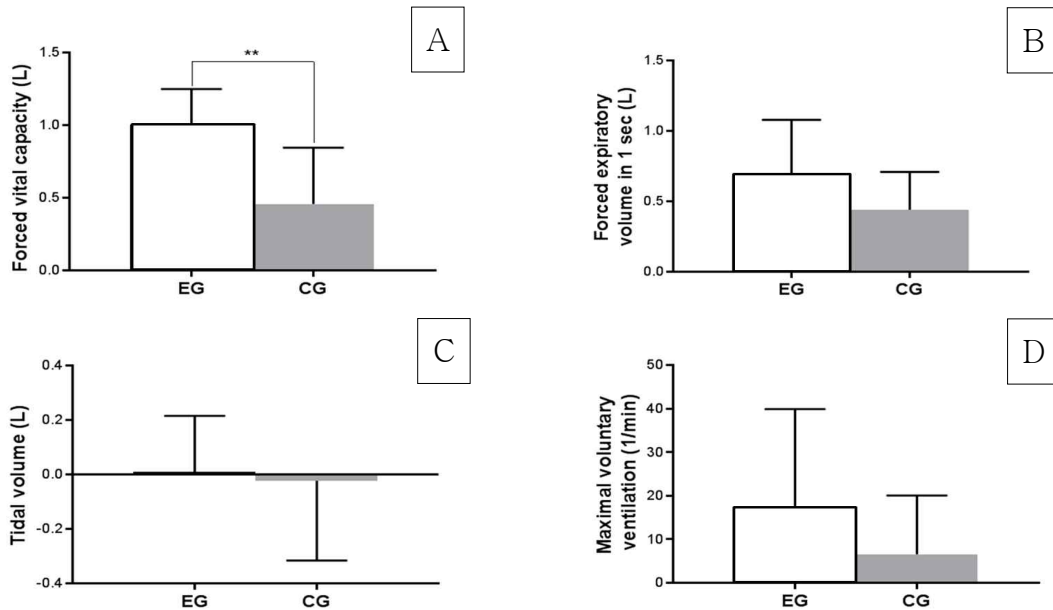 A
**
Forced vital capacity (L)
1.5
1.0
0.5
0.0
EG CG
B
Forced expiratory
volume in 1 sec (L)
1.5
1.0
0.5
0.0
EG CG
C
Tidal volume (L)
0.4
0.2
0.0
-0.2
-0.4
EG CG
D
Maximal voluntary
ventilation (1/min)
50
40
30
20
10
0
EG CG